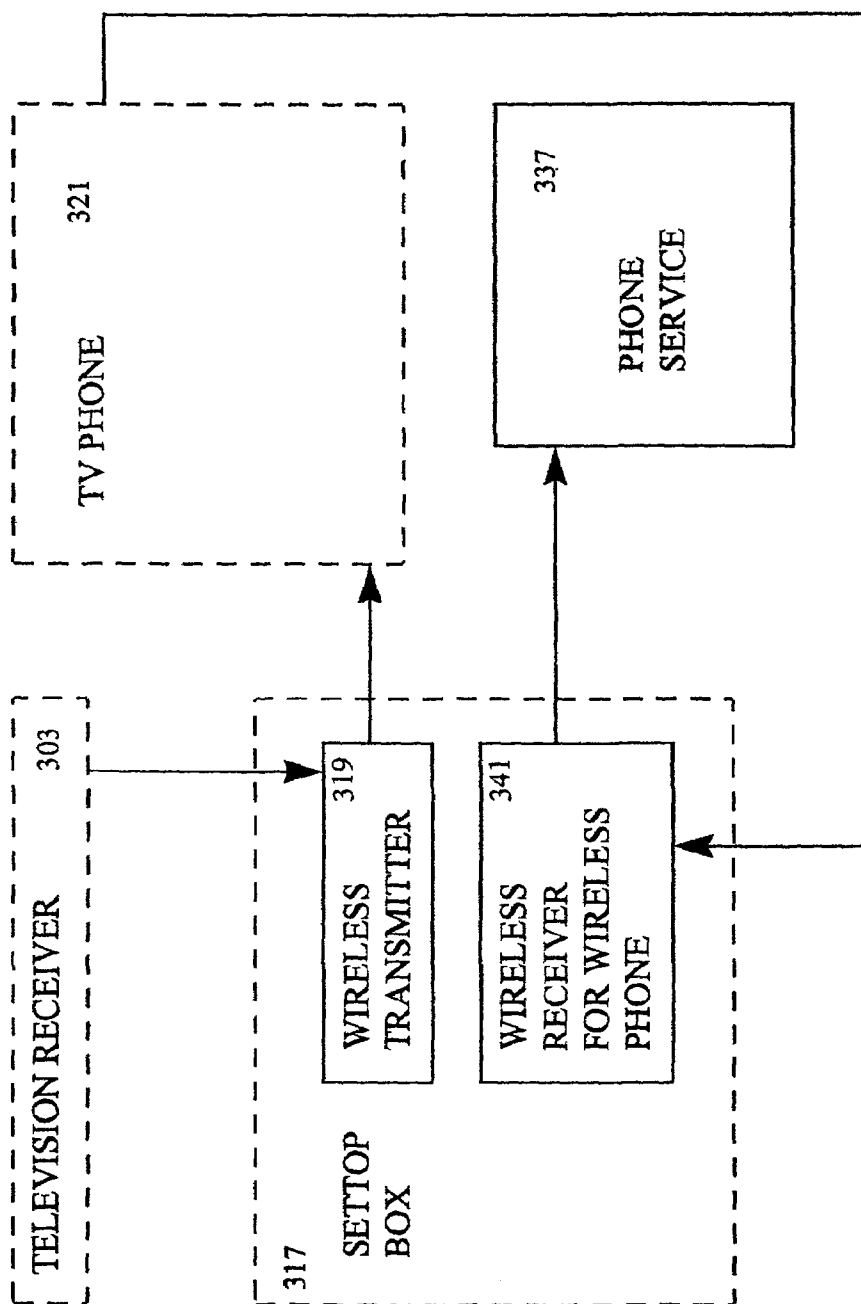 TELEVISION RECEIVER 303
317
SETTOP
BOX
319
WIRELESS
TRANSMITTER
341
WIRELESS
RECEIVER
FOR WIRELESS
PHONE
TV PHONE 321
337
PHONE
SERVICE